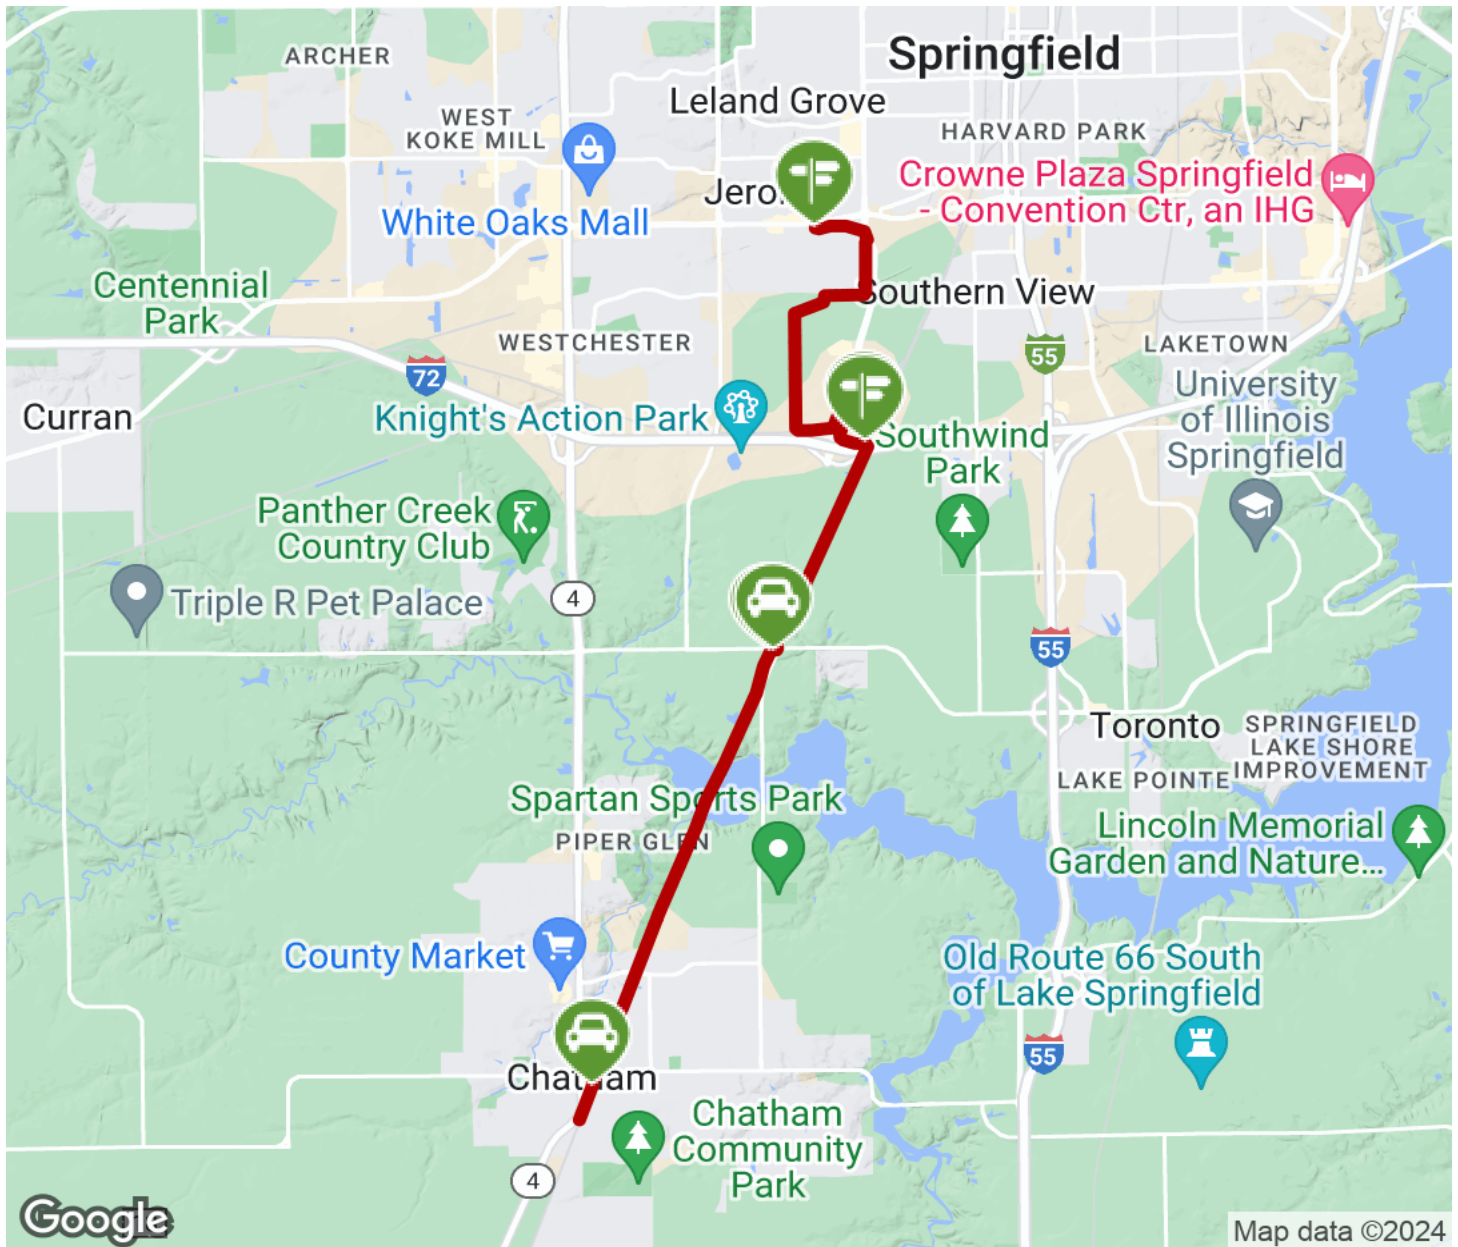 Springfield
ARCHER
Leland Grove
WEST
KOKE MILL
HARVARD PARK
Crowne Plaza Springfield
- Convention Ctr, an IHG
White Oaks Mall
Centennial
Park
Southern View
WESTCHESTER
LAKETOWN
55
72
University
of Illinois
Springfield
Curran
Knight's Action Park
Southwind
Park
Panther Creek
Country Club
Triple R Pet Palace
4
55
Toronto
SPRINGFIELD
LAKE SHORE
IMPROVEMENT
LAKE POINTE
Spartan Sports Park
PIPER GLEN
Lincoln Memorial
Garden and Nature...
County Market
Old Route 66 South
of Lake Springfield
55
Chatham
Chatham
Community
Park
4
Google
Map data ©2024